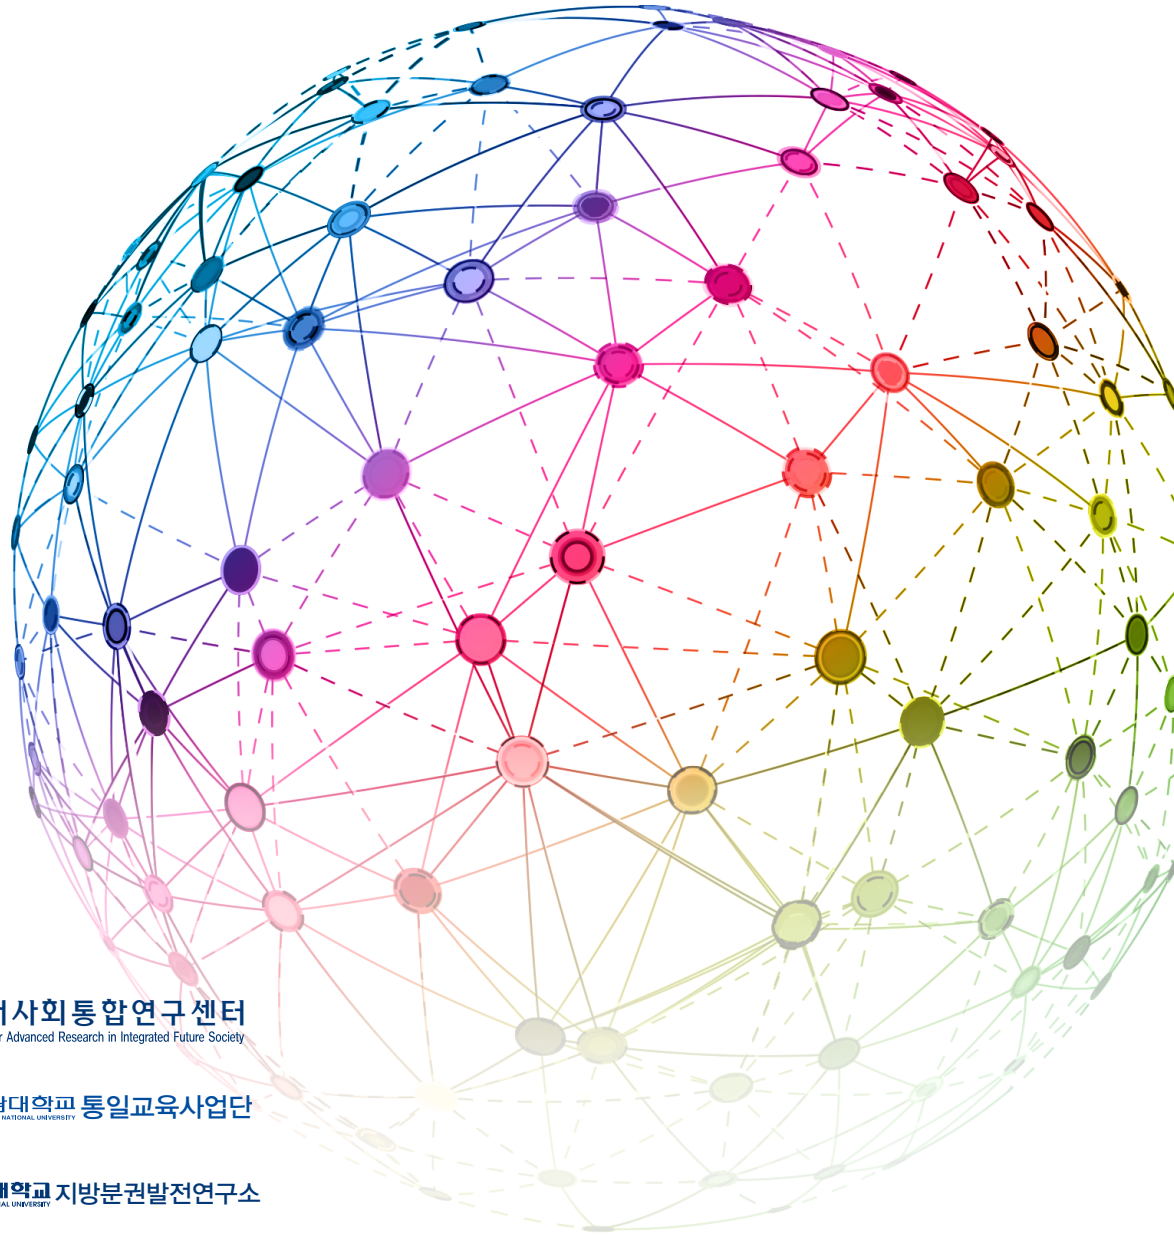 사회통합연구센터
Advanced Research in Integrated Future Society
대학교 통일교육사업단
NATIONAL UNIVERSITY
학교 지방분권발전연구소
UNIVERSITY